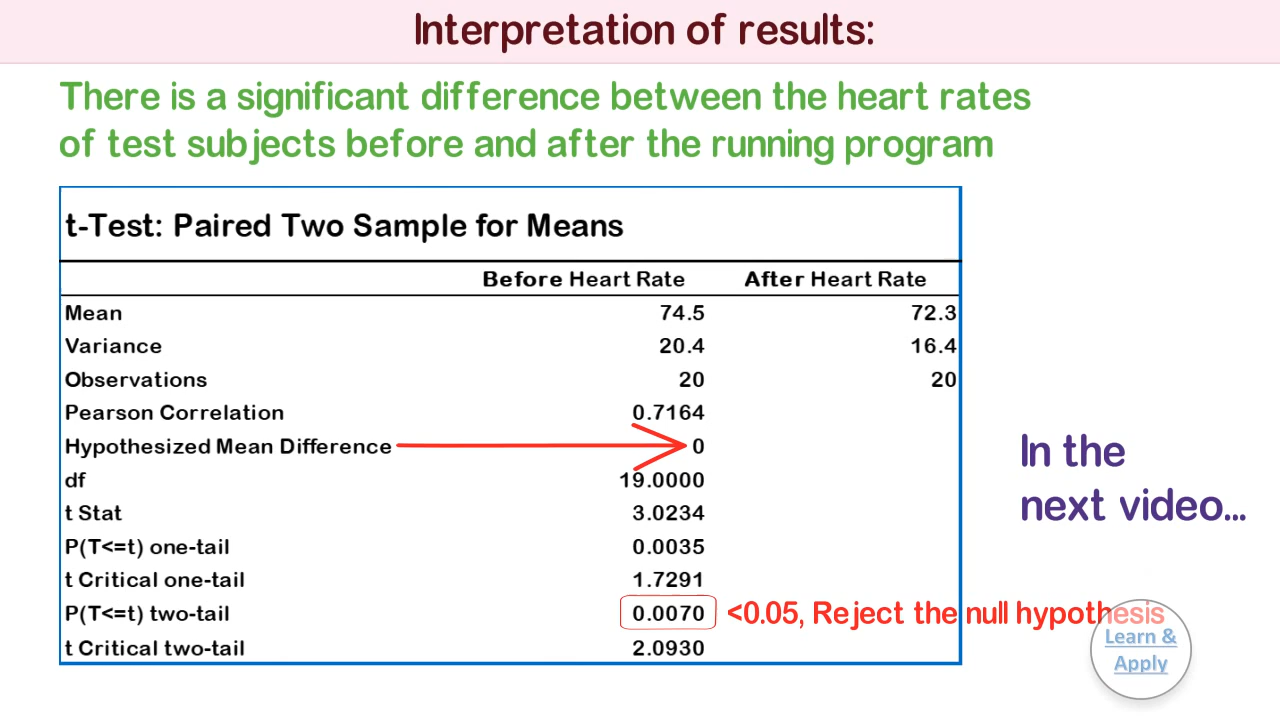 Interpretation of results:
There is a significant difference between the heart rates
of test subjects before and after the running program
t-Test: Paired Two Sample for Means
Before Heart Rate After Heart Rate
Mean 74.5 72.3
Variance 20.4 16.4
Observations 20 20
Pearson Correlation 0.7164
Hypothesized Mean Difference 0
df 19.0000
t Stat 3.0234
P(T<=t) one-tail 0.0035
t Critical one-tail 1.7291
P(T<=t) two-tail 0.0070 <0.05, Reject the null hypothesis
t Critical two-tail 2.0930
In the
next video...
Learn &
Apply